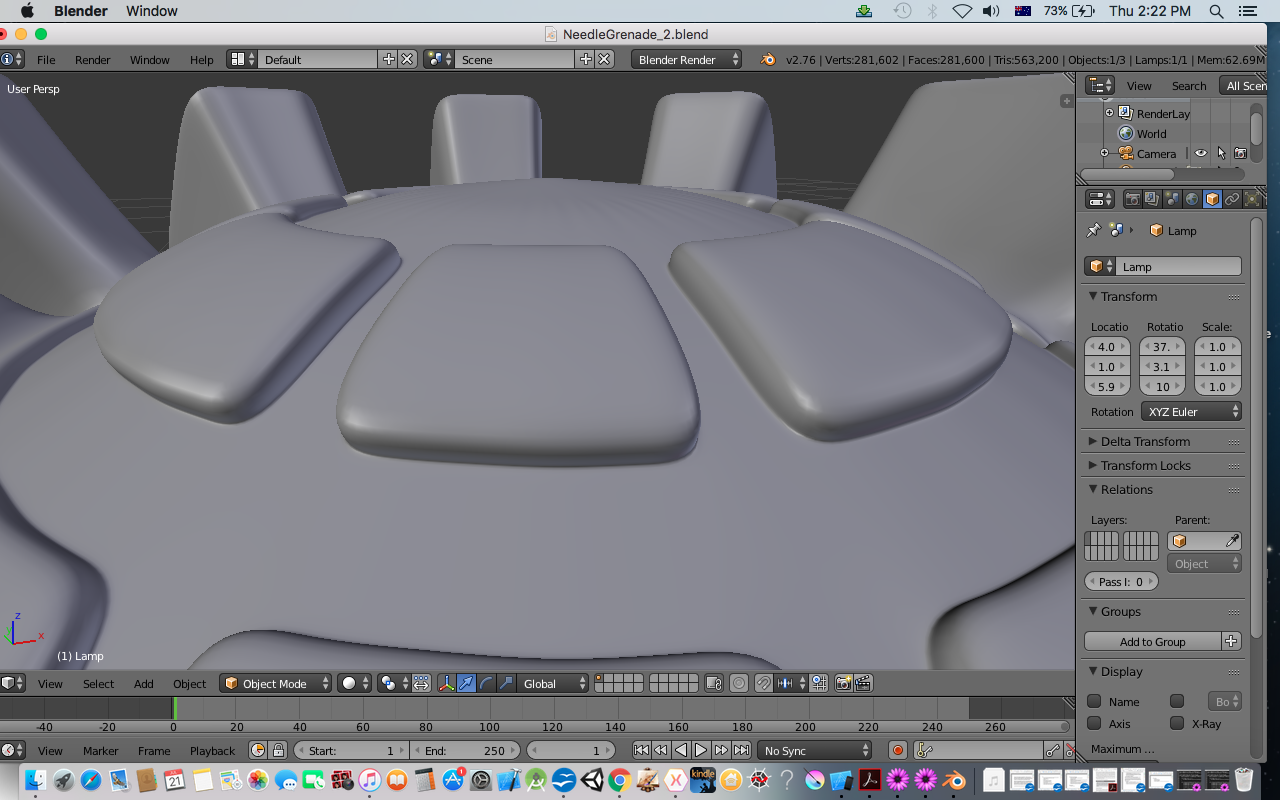 Blender Window 73% Thu 2:22 PM
NeedleGrenade_2.blend
File Render Window Help Default Scene Blender Render v2.76 | Verts:281,602 | Faces:281,600 | Tris:563,200 | Objects:1/3 | Lamps:1/1 | Mem:62.69M
User Persp
View Search All Scen
RenderLay
World
Camera
Lamp
Lamp
Transform
Locatio Rotatio Scale:
4.0 37. 1.0
1.0 3.1 1.0
5.9 10 1.0
Rotation XYZ Euler
Delta Transform
Transform Locks
Relations
Layers: Parent:
Object
Pass I: 0
Groups
Add to Group
Display
Name Bo
Axis X-Ray
Maximum ...
z
x
(1) Lamp
View Select Add Object Object Mode Global
-40 -20 0 20 40 60 80 100 120 140 160 180 200 220 240 260
View Marker Frame Playback Start: 1 End: 250 1 No Sync
21 1 kindle